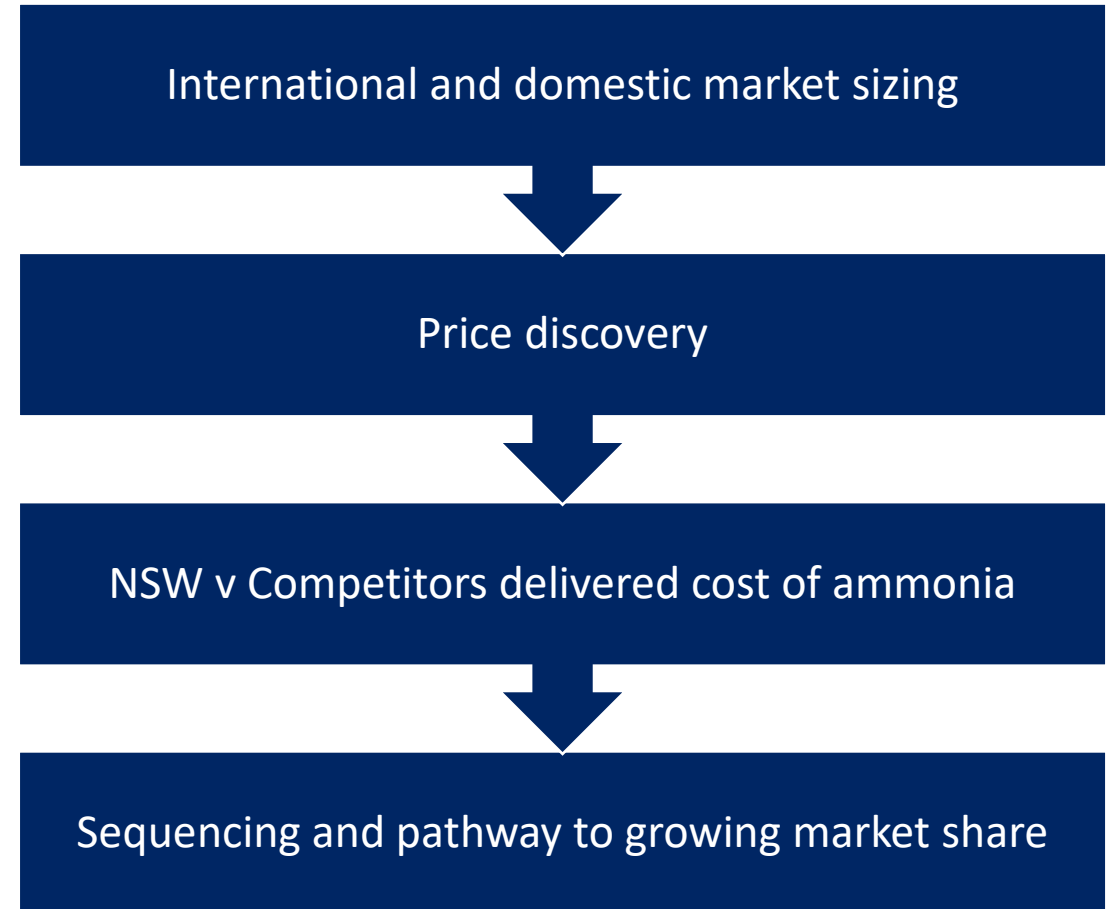 International and domestic market sizing
Price discovery
NSW v Competitors delivered cost of ammonia
Sequencing and pathway to growing market share